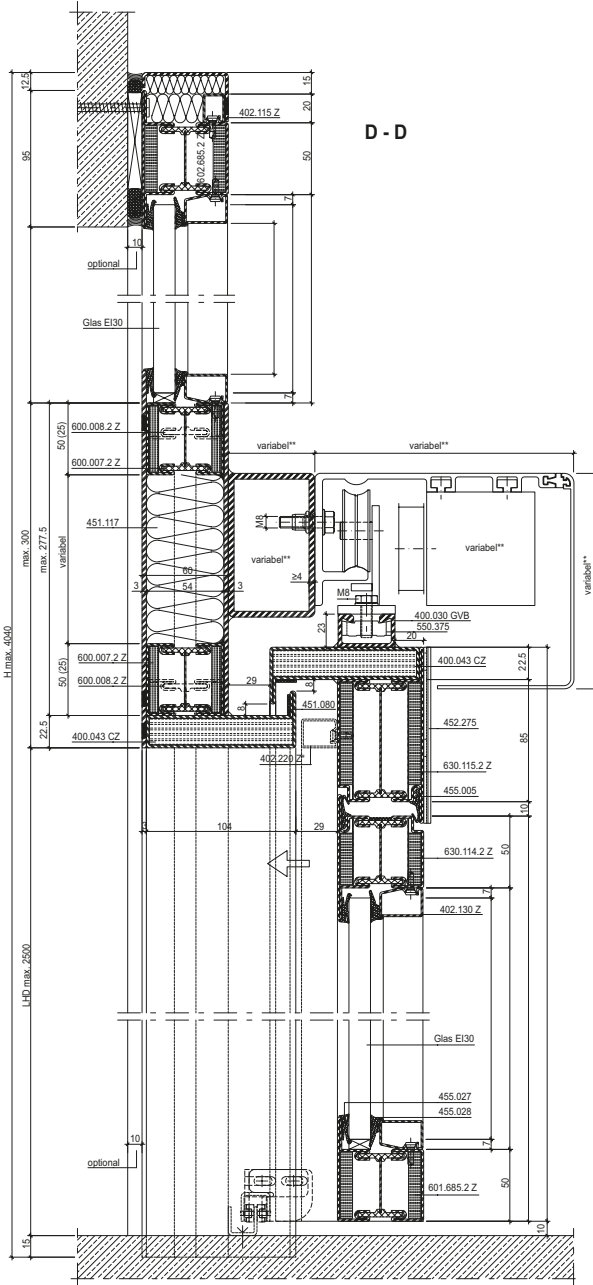 12.5
15
20
402.115 Z
D - D
602.685.2 Z
95
50
7
10
optional
Glas EI30
7
600.008.2 Z
50 (25)
variabel**
variabel**
600.007.2 Z
451.117
M8
variabel**
variabel**
variabel**
max. 300
max. 277.5
variabel
60
3
54
3
≥4
M8
H max. 4040
23
400.030 GVB
550.375
20
600.007.2 Z
50 (25)
400.043 CZ
22.5
600.008.2 Z
29
8
8
451.080
452.275
22.5
400.043 CZ
402.220 Z*
630.115.2 Z
85
455.005
10
3
104
29
630.114.2 Z
50
7
402.130 Z
LHD max. 2500
Glas EI30
455.027
455.028
10
7
optional
601.685.2 Z
50
15
10